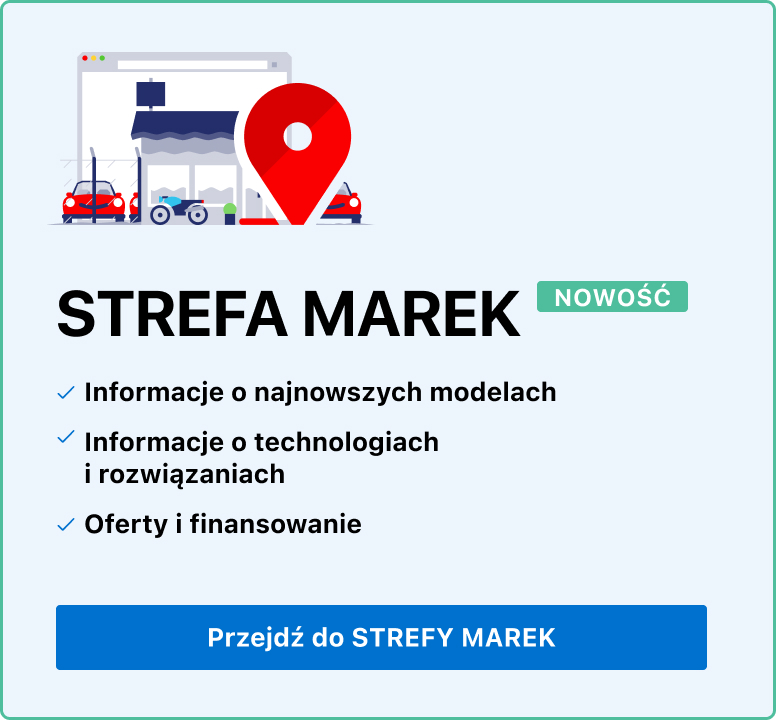 STREFA MAREK NOWOŚĆ
Informacje o najnowszych modelach
Informacje o technologiach
i rozwiązaniach
Oferty i finansowanie
Przejdź do STREFY MAREK